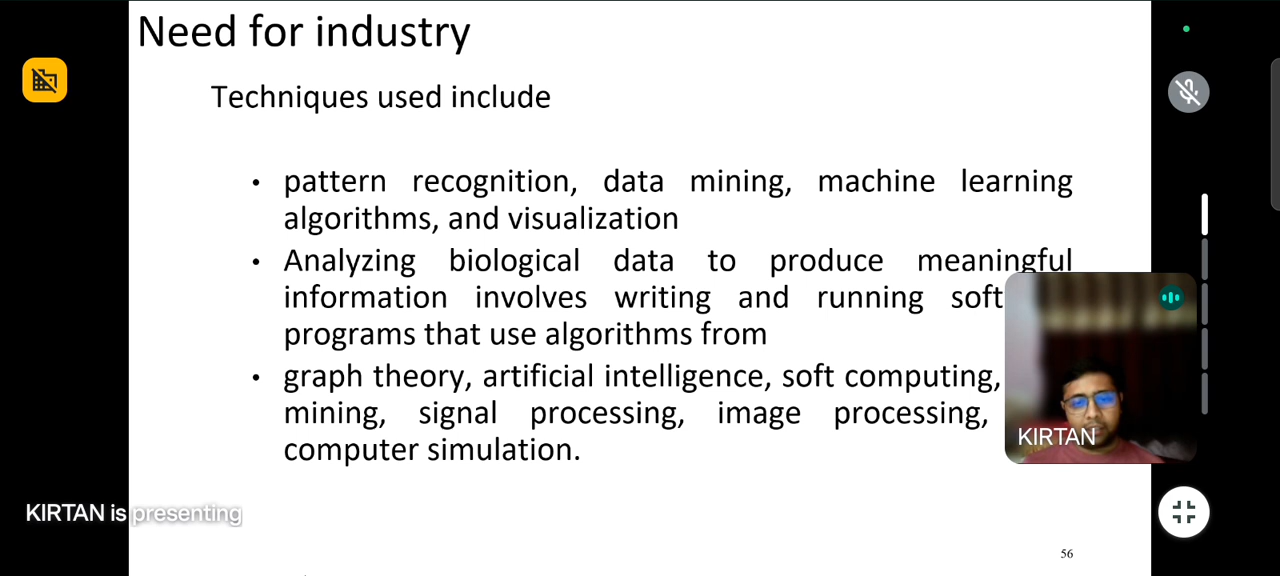 Need for industry
Techniques used include
• pattern recognition, data mining, machine learning
algorithms, and visualization
• Analyzing biological data to produce meaningful
information involves writing and running soft
programs that use algorithms from
• graph theory, artificial intelligence, soft computing,
mining, signal processing, image processing,
computer simulation.
KIRTAN
KIRTAN is presenting
56